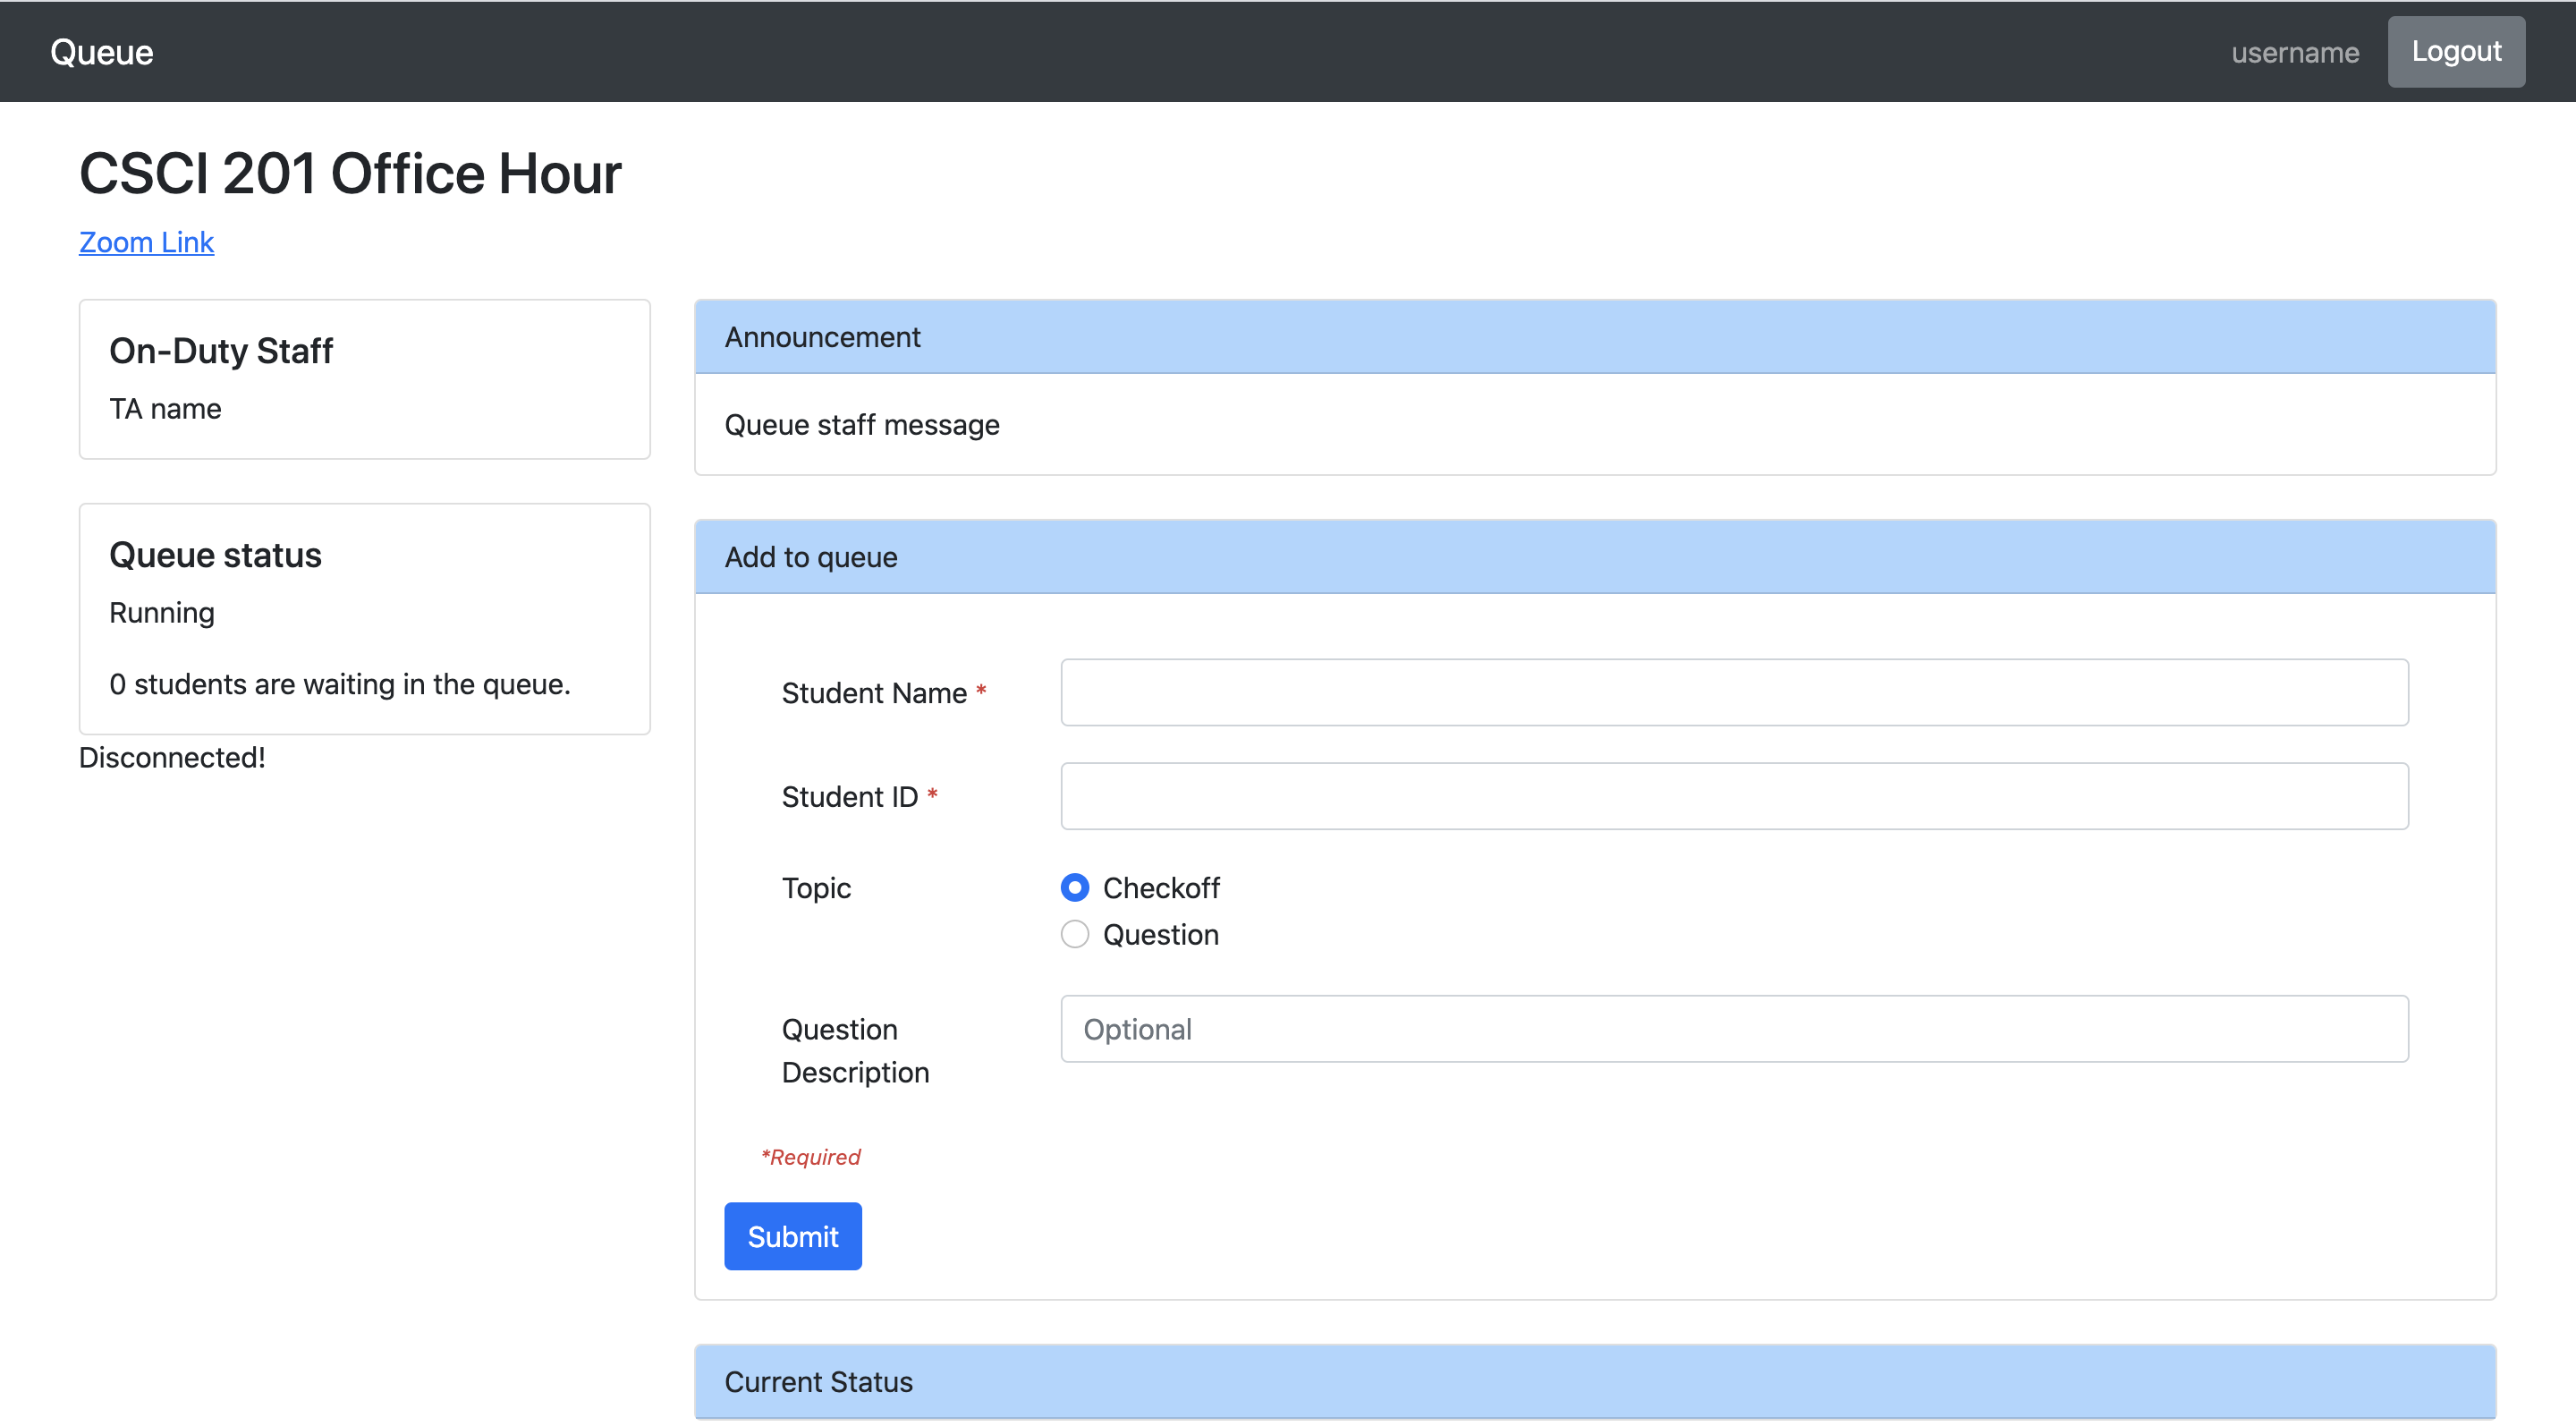 Queue
username
Logout
CSCI 201 Office Hour
Zoom Link
On-Duty Staff
TA name
Queue status
Running
0 students are waiting in the queue.
Disconnected!
Announcement
Queue staff message
Add to queue
Student Name *
Student ID *
Topic
Checkoff
Question
Question
Description
Optional
*Required
Submit
Current Status